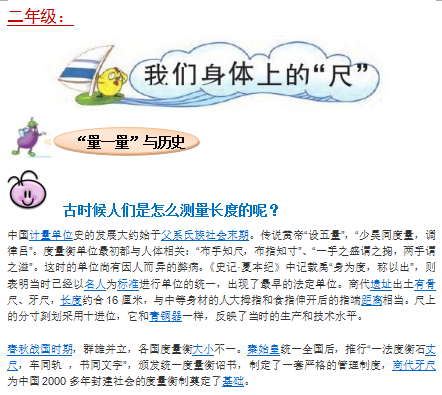 二年级：
我们身体上的“尺”
“量一量”与历史
古时候人们是怎么测量长度的呢？
中国计量单位史的发展大约始于父系氏族社会末期。传说黄帝“设五量”，“少昊同度量，调
律吕”。度量衡单位最初都与人体相关：“布手知尺，布指知寸”、“一手之盛谓之掬，两手谓
之溢”。这时的单位尚有因人而异的弊病。《史记·夏本纪》中记载禹“身为度，称以出”，则
表明当时已经以名人为标准进行单位的统一，出现了最早的法定单位。商代遗址出土有骨
尺、牙尺，长度约合 16 厘米，与中等身材的人大拇指和食指伸开后的指端距离相当。尺上
的分寸刻划采用十进位，它和青铜器一样，反映了当时的生产和技术水平。
春秋战国时期，群雄并立，各国度量衡大小不一。秦始皇统一全国后，推行“一法度衡石丈
尺，车同轨 ，书同文字”，颁发统一度量衡诏书，制定了一套严格的管理制度，商代牙尺
为中国 2000 多年封建社会的度量衡制奠定了基础。